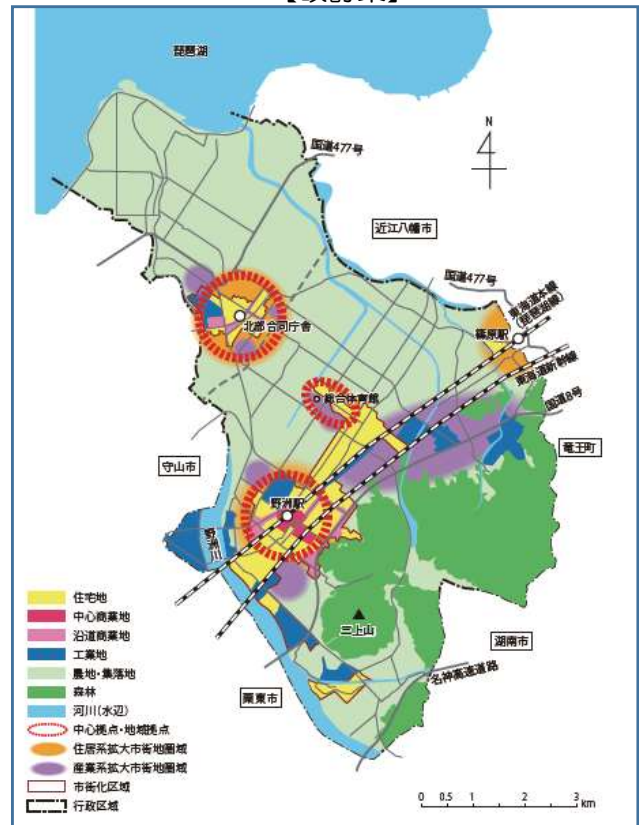 琵琶湖
N
国道477号
近江八幡市
国道477号
東海道本線
(琵琶湖線)
篠原駅
北部合同庁舎
東海道新幹線
総合体育館
国道8号
竜王町
守山市
野洲駅
野洲川
三上山
湖南市
名神高速道路
栗東市
住宅地
中心商業地
沿道商業地
工業地
農地・集落地
森林
河川(水辺)
中心拠点・地域拠点
住居系拡大市街地圏域
産業系拡大市街地圏域
市街化区域
行政区域
0 0.5 1 2 3 km